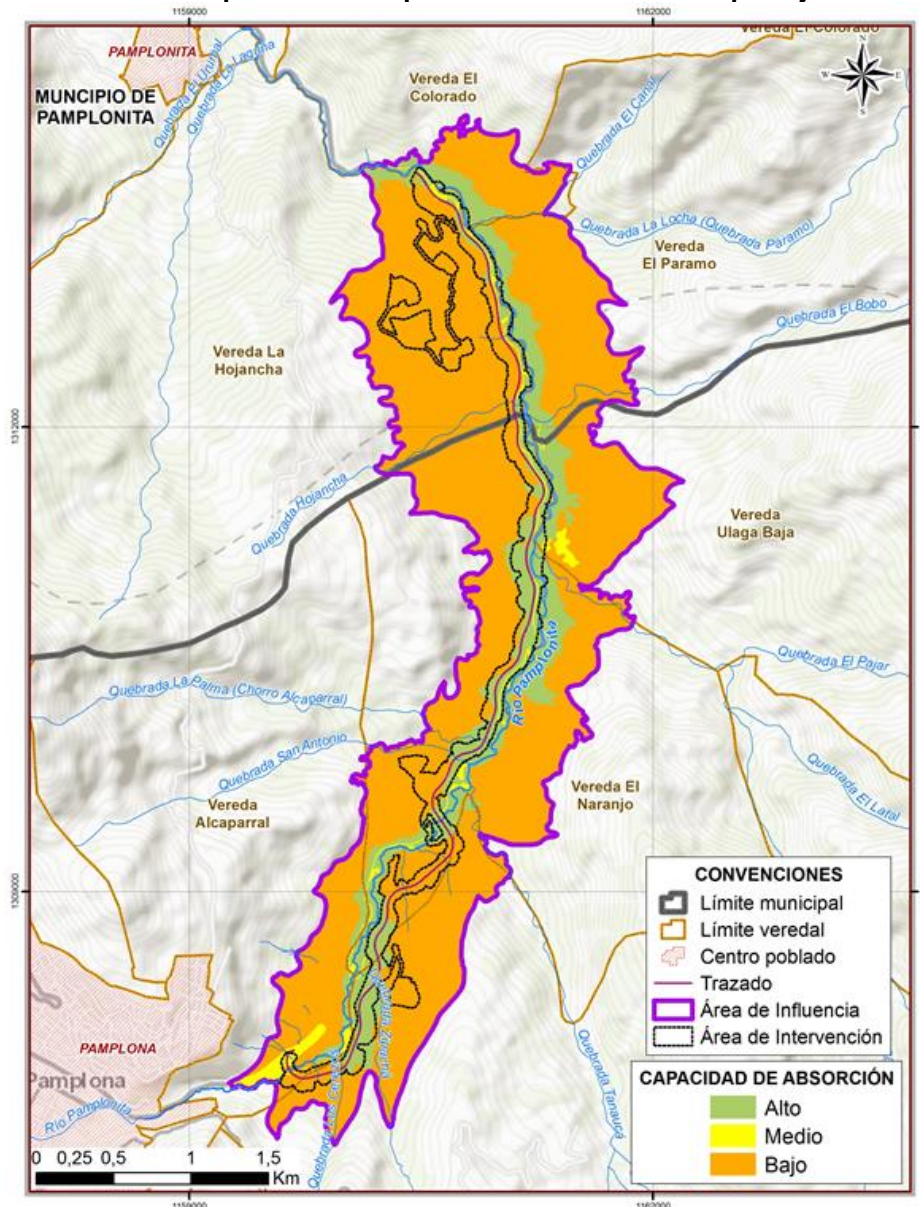 1159000
1162000
PAMPLONITA
MUNCIPIO DE
PAMPLONITA
Quebrada El Urumal
Quebrada La Laguna
Vereda El
Colorado
Vereda El Colorado
N
W
E
S
Quebrada El Canal
Quebrada La Locha (Quebrada Páramo)
Vereda
El Paramo
Quebrada El Bobo
Vereda La
Hojancha
1312000
Quebrada Hojancha
Vereda
Ulaga Baja
Río Pamplonita
Quebrada El Pajar
Quebrada La Palma (Chorro Alcaparral)
Quebrada San Antonio
Quebrada El Latal
Vereda
Alcaparral
Vereda El
Naranjo
1309000
Quebrada Tanaucá
PAMPLONA
Pamplona
Río Pamplonita
0 0,25 0,5 1 1,5
Km
CONVENCIONES
Límite municipal
Límite veredal
Centro poblado
Trazado
Área de Influencia
Área de Intervención
CAPACIDAD DE ABSORCIÓN
Alto
Medio
Bajo
1159000
1162000